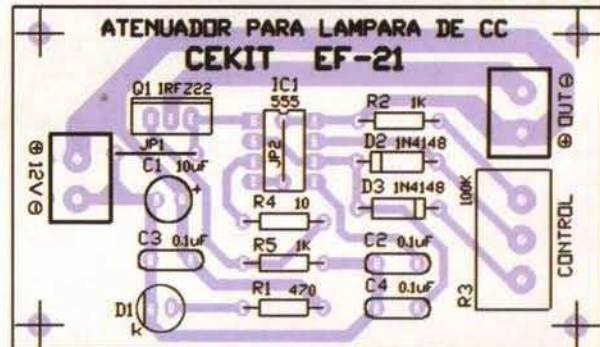 ATENUADOR PARA LAMPARA DE CC
CEKIT EF-21
Q1 IRFZ22
IC1
555
R2 1K
⊕ OUT ⊖
JP1
JP2
D2 1N4148
⊕ 12V ⊖
C1 10uF
+
D3 1N4148
100K
R4 10
CONTROL
C3 0.1uF
R5 1K
C2 0.1uF
R3
D1
k
R1 470
C4 0.1uF